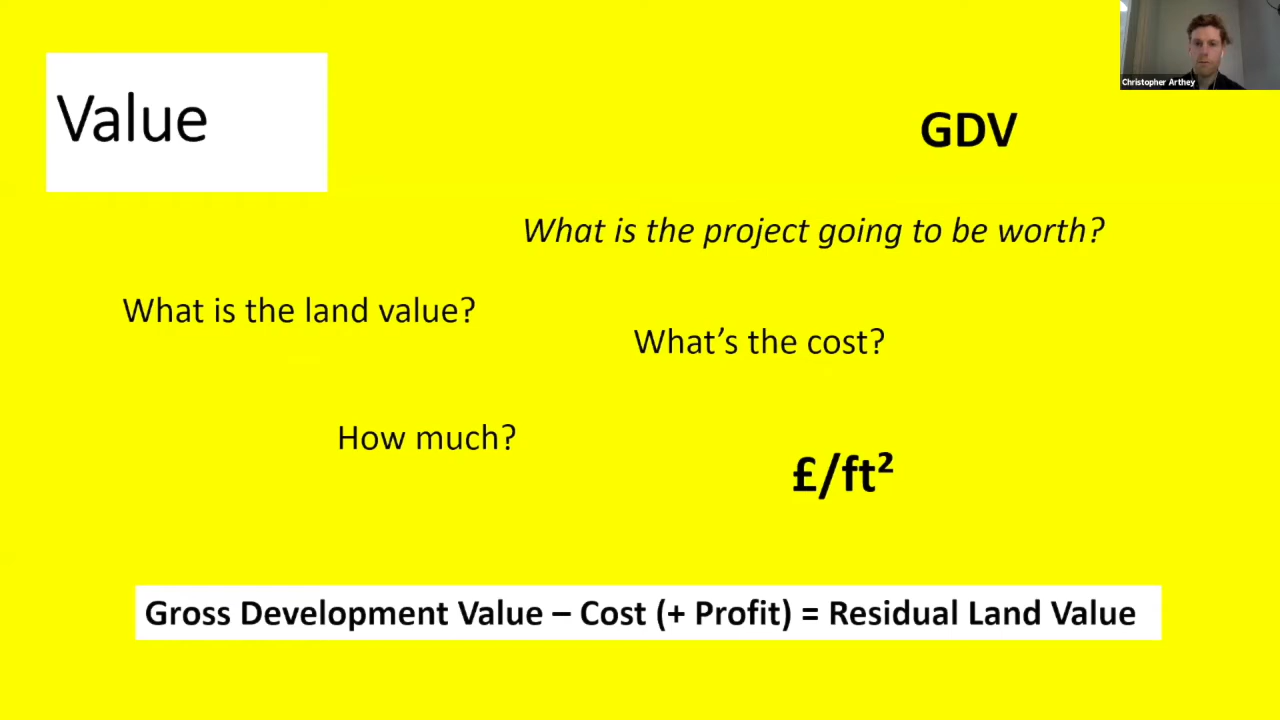 Christopher Arthey
Value
GDV
What is the project going to be worth?
What is the land value?
What’s the cost?
How much?
£/ft²
Gross Development Value – Cost (+ Profit) = Residual Land Value